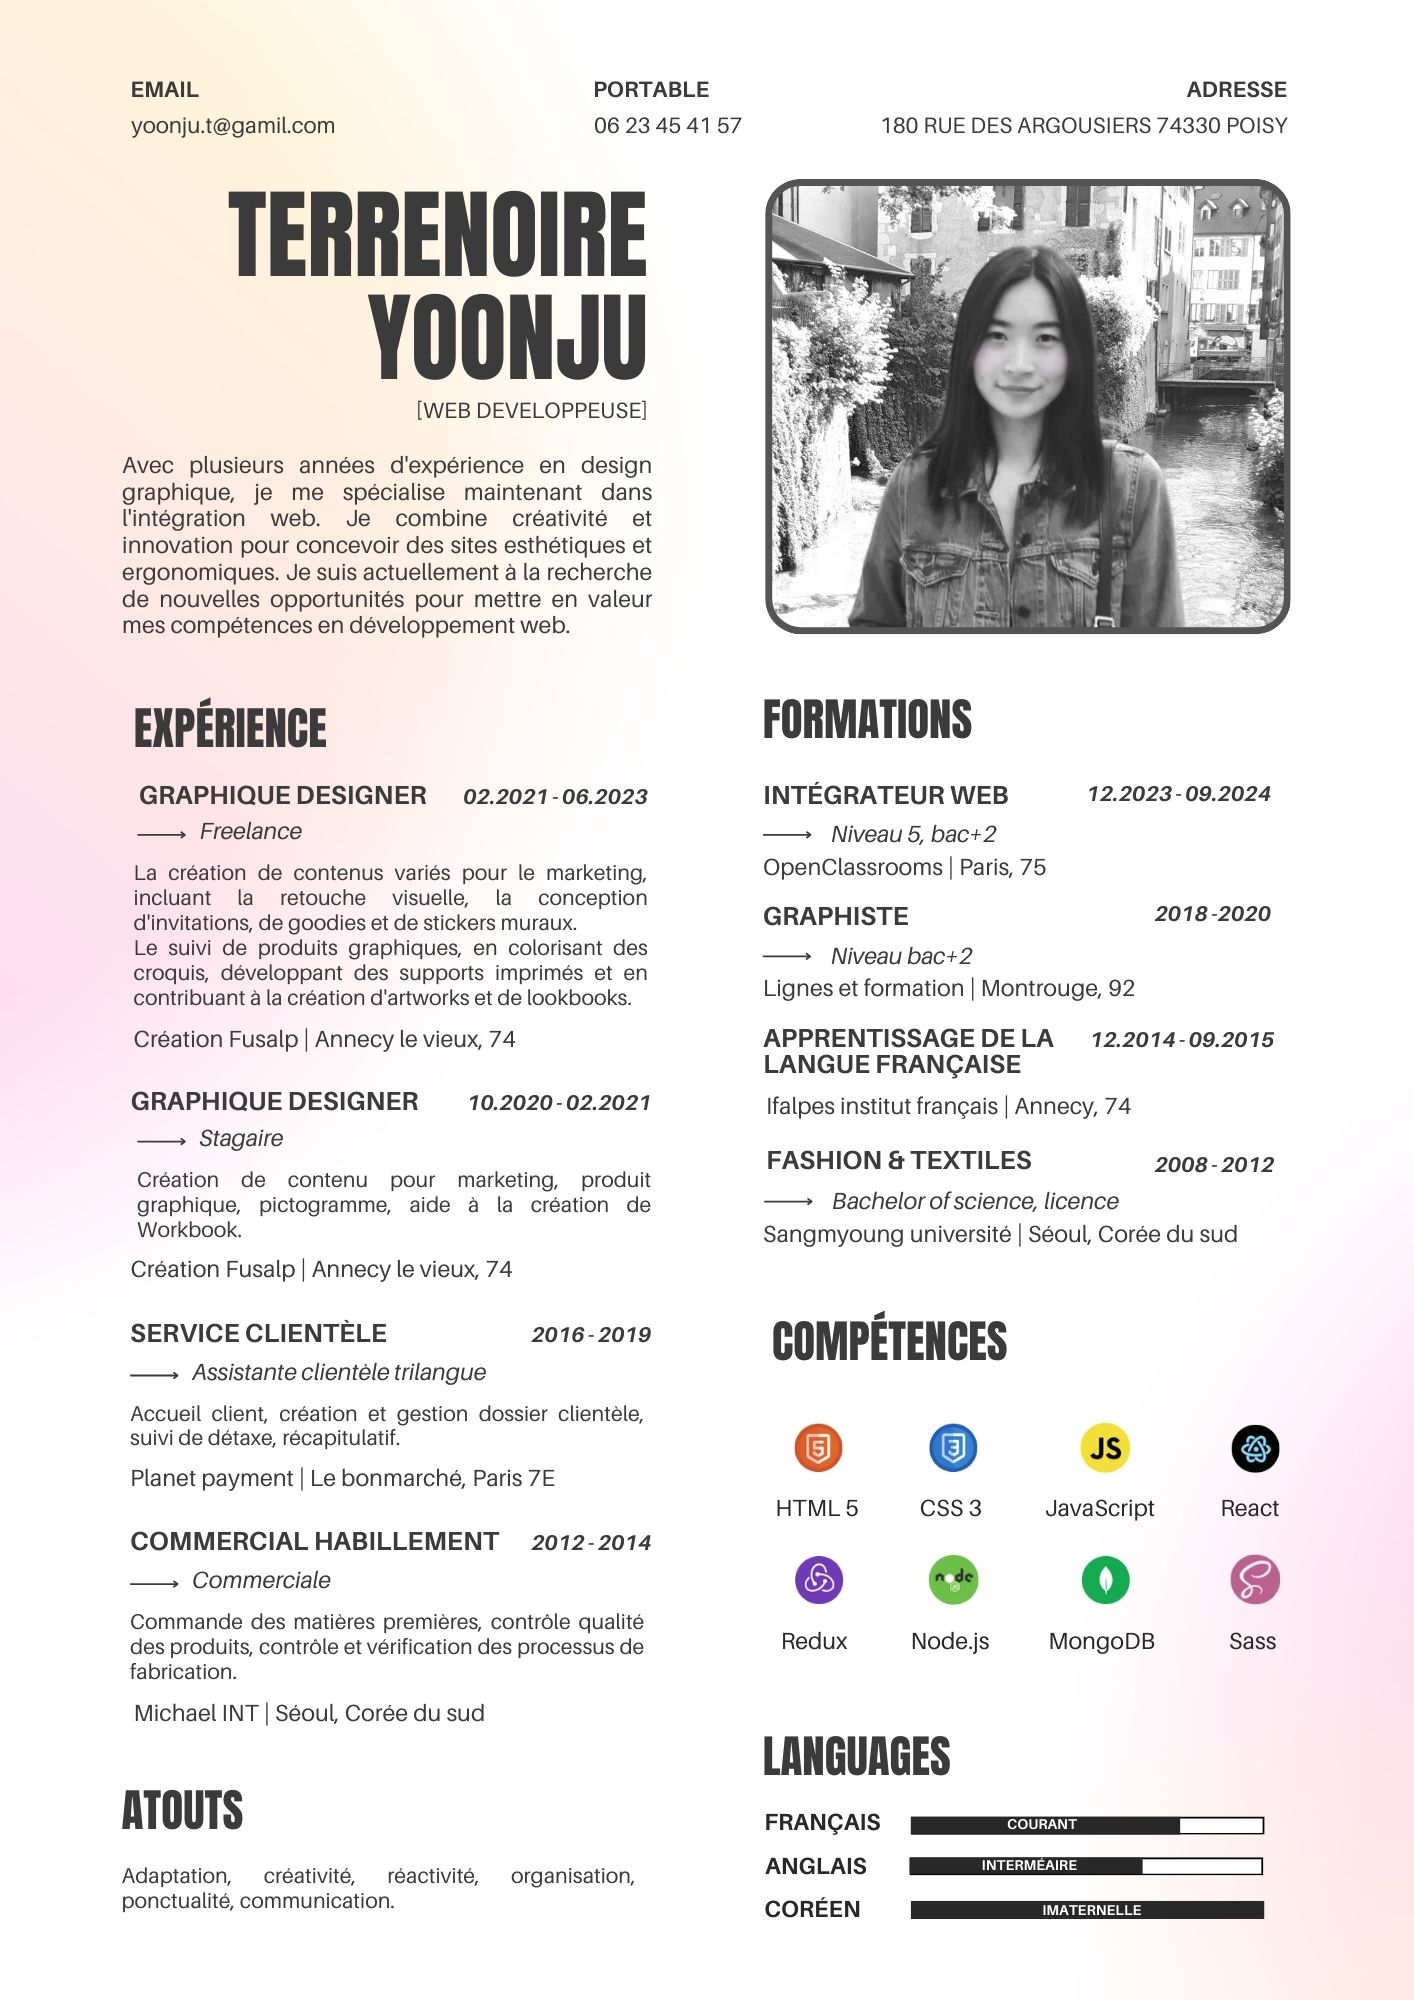 EMAIL
yoonju.t@gamil.com
PORTABLE
06 23 45 41 57
ADRESSE
180 RUE DES ARGOUSIERS 74330 POISY
TERRENOIRE
YOONJU
[WEB DEVELOPPEUSE]
Avec plusieurs années d'expérience en design
graphique, je me spécialise maintenant dans
l'intégration web. Je combine créativité et
innovation pour concevoir des sites esthétiques et
ergonomiques. Je suis actuellement à la recherche
de nouvelles opportunités pour mettre en valeur
mes compétences en développement web.
EXPÉRIENCE
GRAPHIQUE DESIGNER 02.2021 - 06.2023
Freelance
La création de contenus variés pour le marketing,
incluant la retouche visuelle, la conception
d'invitations, de goodies et de stickers muraux.
Le suivi de produits graphiques, en colorisant des
croquis, développant des supports imprimés et en
contribuant à la création d'artworks et de lookbooks.
Création Fusalp | Annecy le vieux, 74
GRAPHIQUE DESIGNER 10.2020 - 02.2021
Stagaire
Création de contenu pour marketing, produit
graphique, pictogramme, aide à la création de
Workbook.
Création Fusalp | Annecy le vieux, 74
SERVICE CLIENTÈLE 2016 - 2019
Assistante clientèle trilangue
Accueil client, création et gestion dossier clientèle,
suivi de détaxe, récapitulatif.
Planet payment | Le bonmarché, Paris 7E
COMMERCIAL HABILLEMENT 2012 - 2014
Commerciale
Commande des matières premières, contrôle qualité
des produits, contrôle et vérification des processus de
fabrication.
Michael INT | Séoul, Corée du sud
ATOUTS
Adaptation, créativité, réactivité, organisation,
ponctualité, communication.
FORMATIONS
INTÉGRATEUR WEB 12.2023 - 09.2024
Niveau 5, bac+2
OpenClassrooms | Paris, 75
GRAPHISTE 2018 -2020
Niveau bac+2
Lignes et formation | Montrouge, 92
APPRENTISSAGE DE LA 12.2014 - 09.2015
LANGUE FRANÇAISE
Ifalpes institut français | Annecy, 74
FASHION & TEXTILES 2008 - 2012
Bachelor of science, licence
Sangmyoung université | Séoul, Corée du sud
COMPÉTENCES
5 3 JS
HTML 5 CSS 3 JavaScript React
node JS
Redux Node.js MongoDB Sass
LANGUAGES
FRANÇAIS COURANT
ANGLAIS INTERMÉAIRE
CORÉEN IMATERNELLE